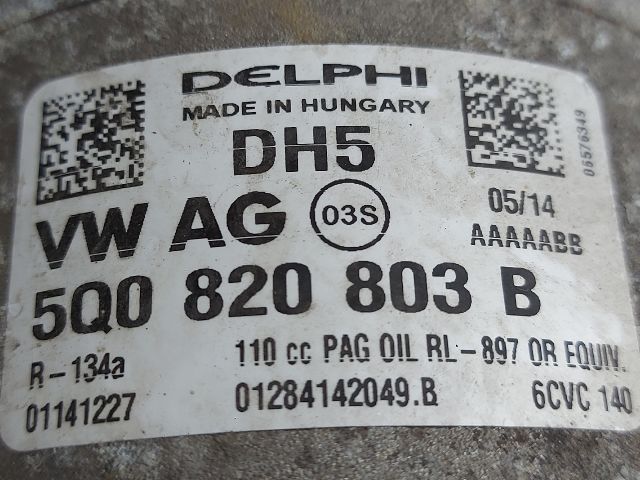 DELPHI
MADE IN HUNGARY
DH5
06576349
05/14
AAAAABB
VW AG 03S
5Q0 820 803 B
R-134a 110 cc PAG OIL RL-897 OR EQUIV.
01141227 01284142049.B 6CVC 140